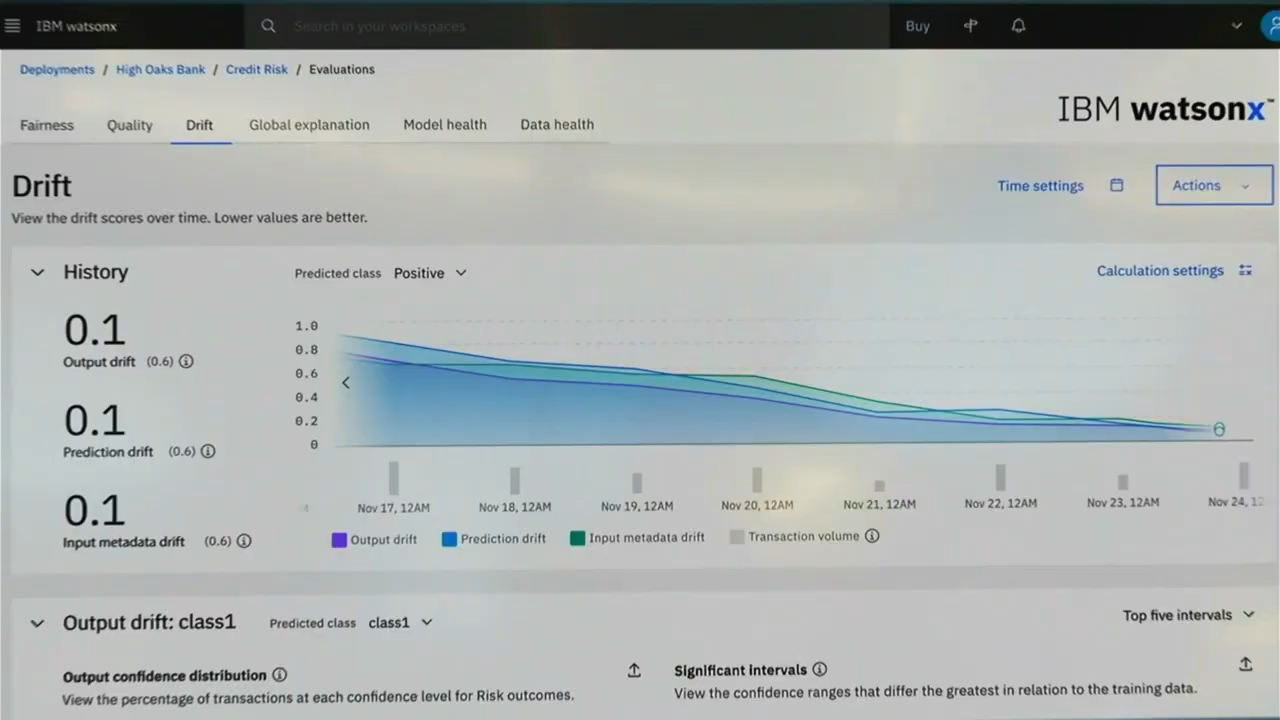 IBM watsonx
Search in your workspaces
Buy
Deployments / High Oaks Bank / Credit Risk / Evaluations
IBM watsonx™
Fairness Quality Drift Global explanation Model health Data health
Drift
Time settings
Actions
View the drift scores over time. Lower values are better.
History
Predicted class Positive
Calculation settings
0.1
Output drift (0.6)
0.1
Prediction drift (0.6)
0.1
Input metadata drift (0.6)
1.0
0.8
0.6
0.4
0.2
0
Nov 17, 12AM Nov 18, 12AM Nov 19, 12AM Nov 20, 12AM Nov 21, 12AM Nov 22, 12AM Nov 23, 12AM Nov 24, 12
Output drift Prediction drift Input metadata drift Transaction volume
Output drift: class1
Predicted class class1
Top five intervals
Output confidence distribution
View the percentage of transactions at each confidence level for Risk outcomes.
Significant intervals
View the confidence ranges that differ the greatest in relation to the training data.